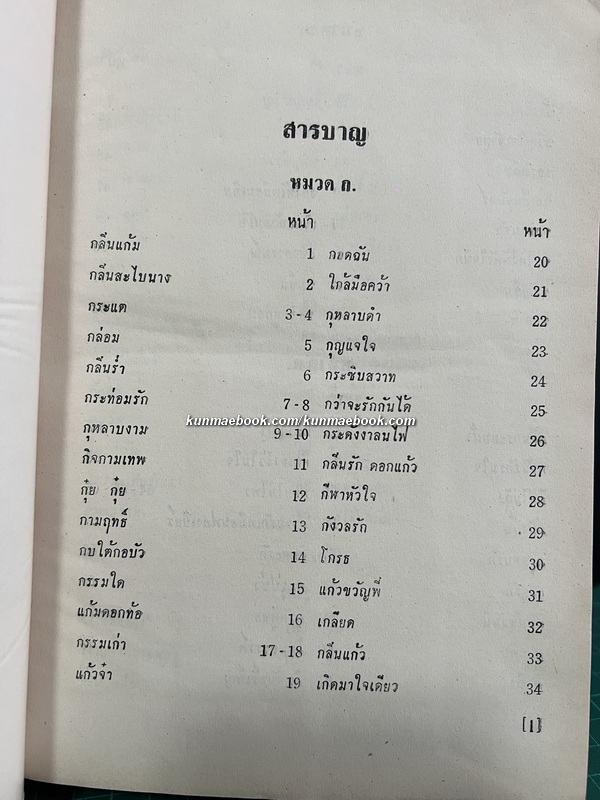 สารบาญ
หมวด ก.
หน้า หน้า
กลิ่นแก้ม 1 กอดฉัน 20
กลิ่นสะไบนาง 2 ใกล้มือคว้า 21
กระแต 3-4 กุหลาบดำ 22
กล่อม 5 กุญแจใจ 23
กลิ่นร่ำ 6 กระซิบสวาท 24
กระท่อมรัก 7-8 กว่าจะรักกันได้ 25
kunmaebook.com/kunmaebook.com
กุหลาบงาม 9-10 กระดังงาลนไฟ 26
กิจกามเทพ 11 กลิ่นรัก ดอกแก้ว 27
กุ๋ย กุ๋ย 12 กีฬาหัวใจ 28
กามฤทธิ์ 13 กังวลรัก 29
กบใต้กอบัว 14 โกรธ 30
กรรมใด 15 แก้วขวัญพี่ 31
แก้มดอกท้อ 16 เกลียด 32
กรรมเก่า 17-18 กลิ่นแก้ว 33
แก้วจ๋า 19 เกิดมาใจเดียว 34
[1]